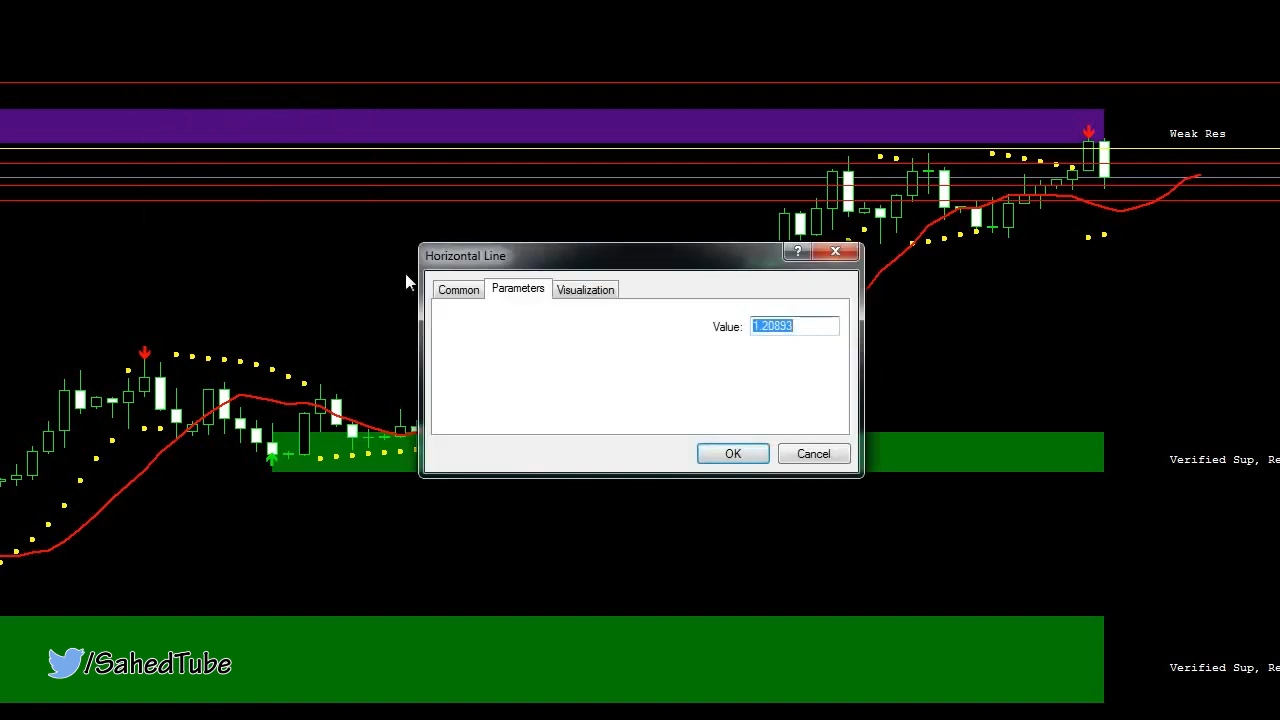 Weak Res
Horizontal Line
?
Common
Parameters
Visualization
Value:
1.20893
OK
Cancel
Verified Sup, Re
/SahedTube
Verified Sup, Re